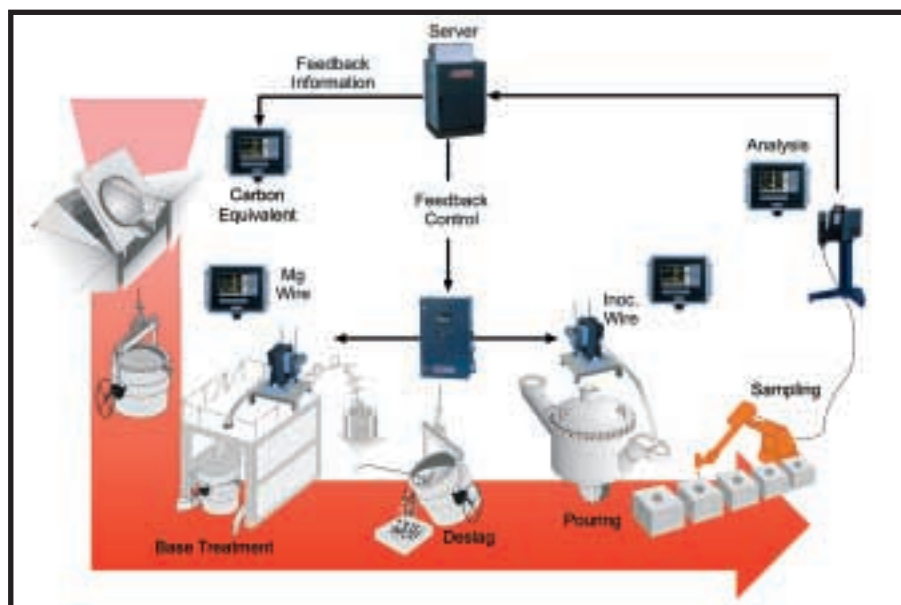 Server
Feedback
Information
Analysis
Carbon
Equivalent
Feedback
Control
Mg
Wire
Inoc.
Wire
Sampling
Pouring
Deslag
Base Treatment